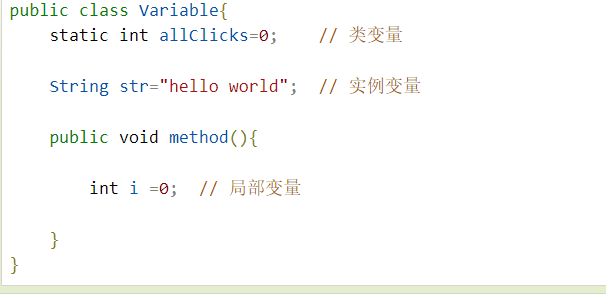 public class Variable{
    static int allClicks=0;    // 类变量
    String str="hello world";  // 实例变量
    public void method(){
        int i =0;  // 局部变量
    }
}